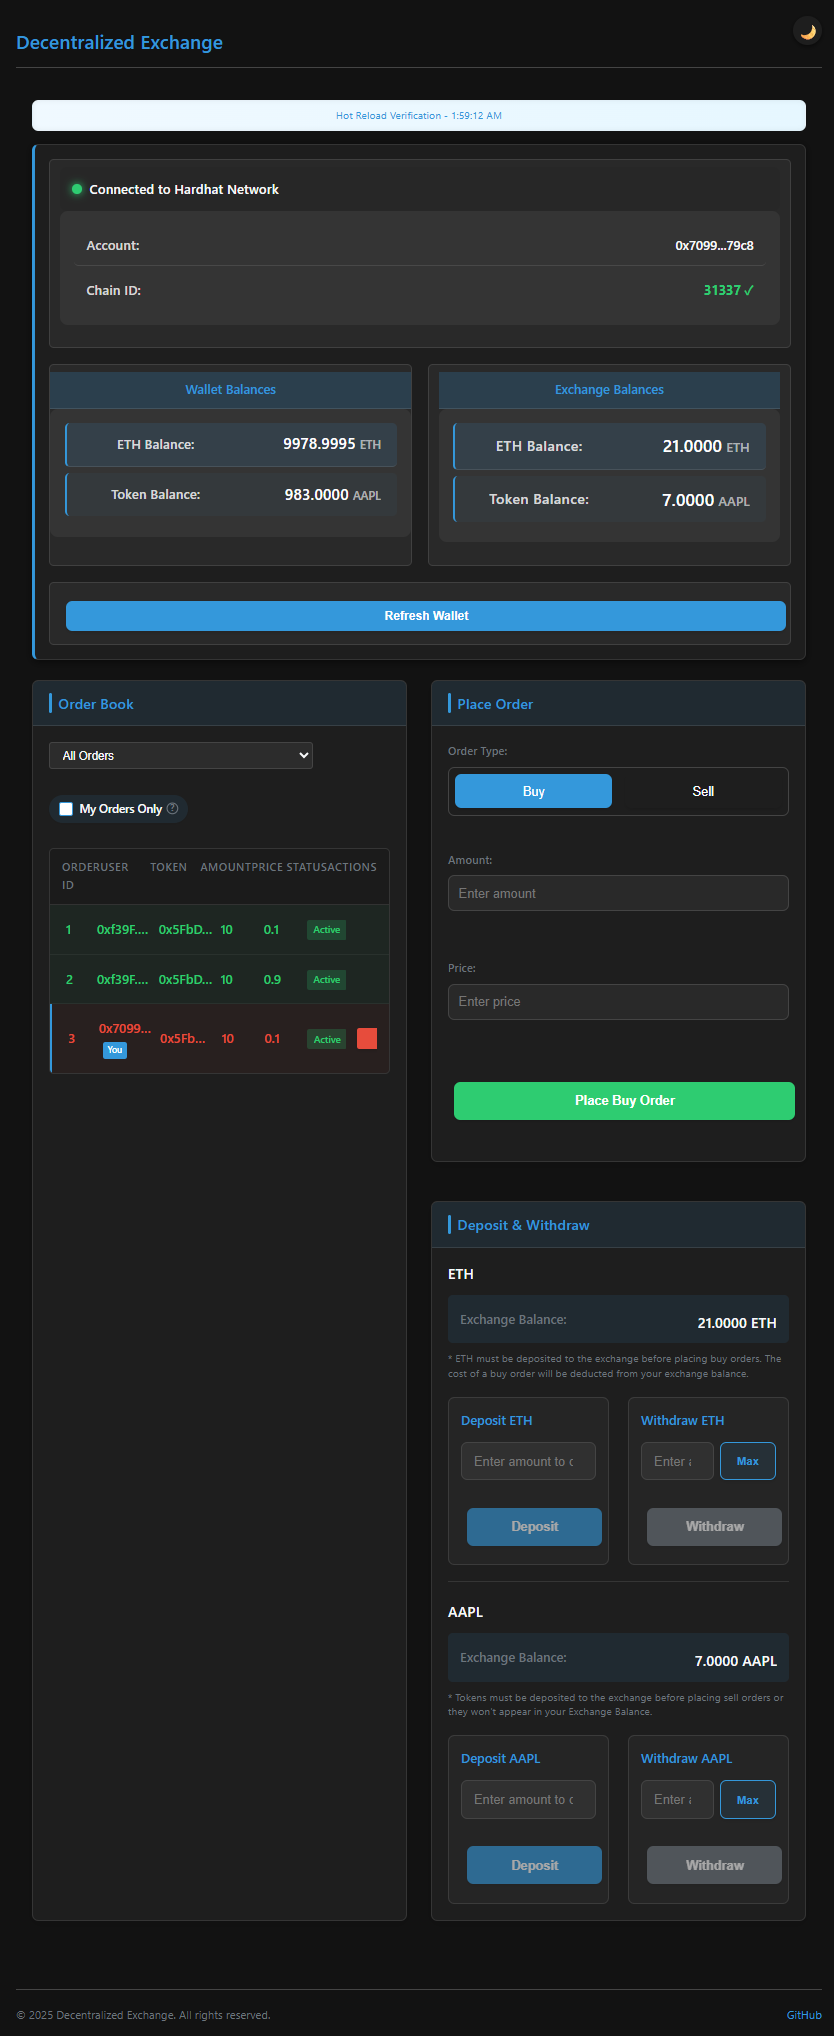 Decentralized Exchange
Hot Reload Verification - 1:59:12 AM
Connected to Hardhat Network
Account: 0x7099...79c8
Chain ID: 31337 ✓
Wallet Balances
ETH Balance: 9978.9995 ETH
Token Balance: 983.0000 AAPL
Exchange Balances
ETH Balance: 21.0000 ETH
Token Balance: 7.0000 AAPL
Refresh Wallet
Order Book
All Orders
My Orders Only ?
ORDER ID USER TOKEN AMOUNT PRICE STATUS ACTIONS
1 0xf39F.... 0x5FbD... 10 0.1 Active
2 0xf39F.... 0x5FbD... 10 0.9 Active
3 0x7099... You 0x5Fb... 10 0.1 Active
Place Order
Order Type:
Buy Sell
Amount:
Enter amount
Price:
Enter price
Place Buy Order
Deposit & Withdraw
ETH
Exchange Balance: 21.0000 ETH
* ETH must be deposited to the exchange before placing buy orders. The
cost of a buy order will be deducted from your exchange balance.
Deposit ETH
Enter amount to c
Deposit
Withdraw ETH
Enter a Max
Withdraw
AAPL
Exchange Balance: 7.0000 AAPL
* Tokens must be deposited to the exchange before placing sell orders or
they won't appear in your Exchange Balance.
Deposit AAPL
Enter amount to c
Deposit
Withdraw AAPL
Enter a Max
Withdraw
© 2025 Decentralized Exchange. All rights reserved.
GitHub